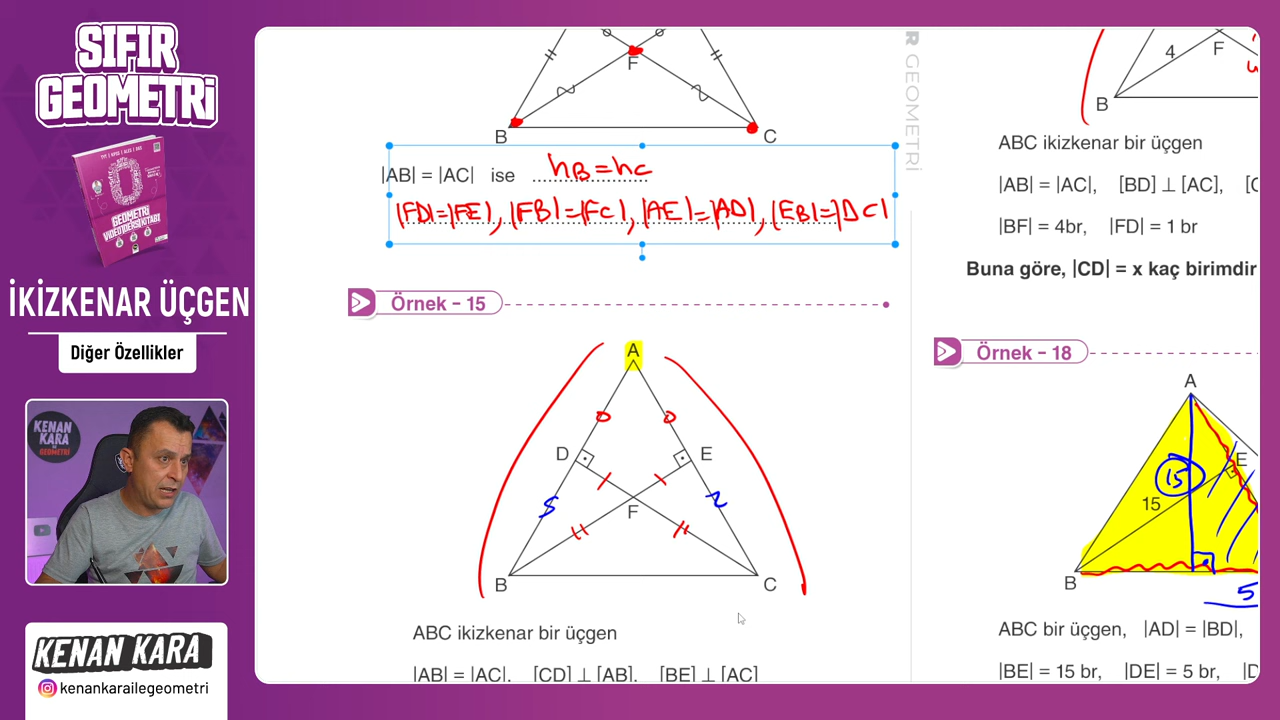 SIFIR
GEOMETRİ
GEOMETRİ
VİDEO DERS KİTABI
İKİZKENAR ÜÇGEN
Diğer Özellikler
KENAN
KARA
GEOMETRİ
KENAN KARA
kenankarailegeometri
F
B
C
|AB| = |AC| ise hB=hC
|FD|=|FE|, |FB|=|FC|, |AE|=|AD|, |EB|=|DC|
Örnek - 15
A
D
E
F
B
C
ABC ikizkenar bir üçgen
|AB| = |AC|, [CD] ⊥ [AB], [BE] ⊥ [AC]
R GEOMETRİ
4
F
B
ABC ikizkenar bir üçgen
|AB| = |AC|, [BD] ⊥ [AC], [C
|BF| = 4br, |FD| = 1 br
Buna göre, |CD| = x kaç birimdir
Örnek - 18
A
E
15
15
B
5
ABC bir üçgen, |AD| = |BD|,
|BE| = 15 br, |DE| = 5 br, |D